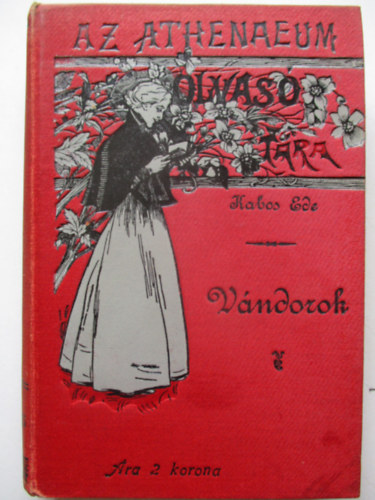 AZ ATHENAEUM
OLVASÓ
TÁRA
Kabos Ede
Vándorok
Ára 2 korona